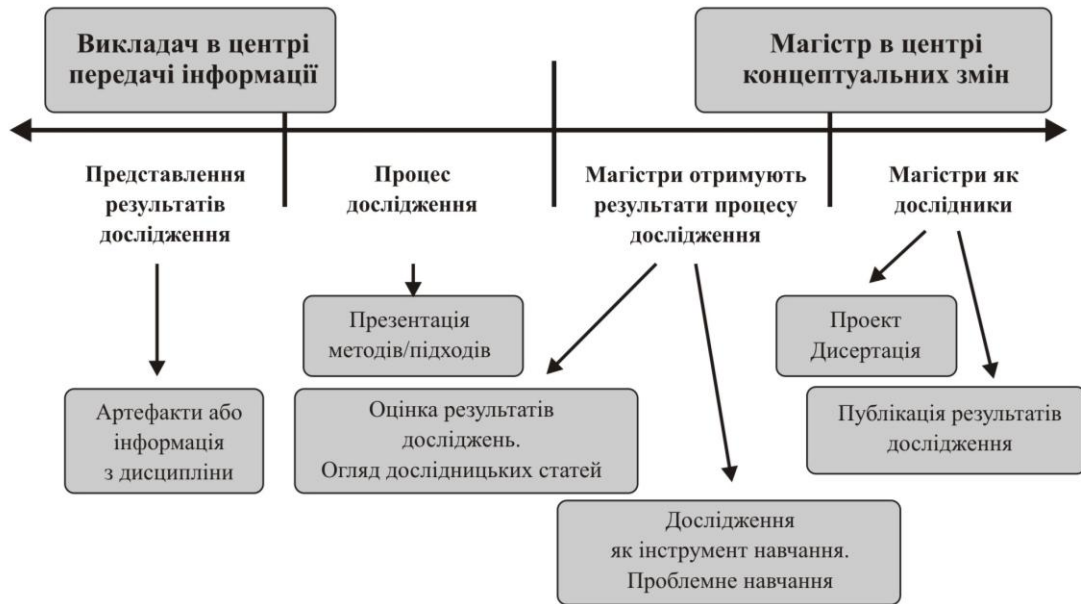 Викладач в центрі
передачі інформації
Магістр в центрі
концептуальних змін
Представлення
результатів
дослідження
Процес
дослідження
Магістри отримують
результати процесу
дослідження
Магістри як
дослідники
Презентація
методів/підходів
Проект
Дисертація
Артефакти або
інформація
з дисципліни
Оцінка результатів
досліджень.
Огляд дослідницьких статей
Публікація результатів
дослідження
Дослідження
як інструмент навчання.
Проблемне навчання